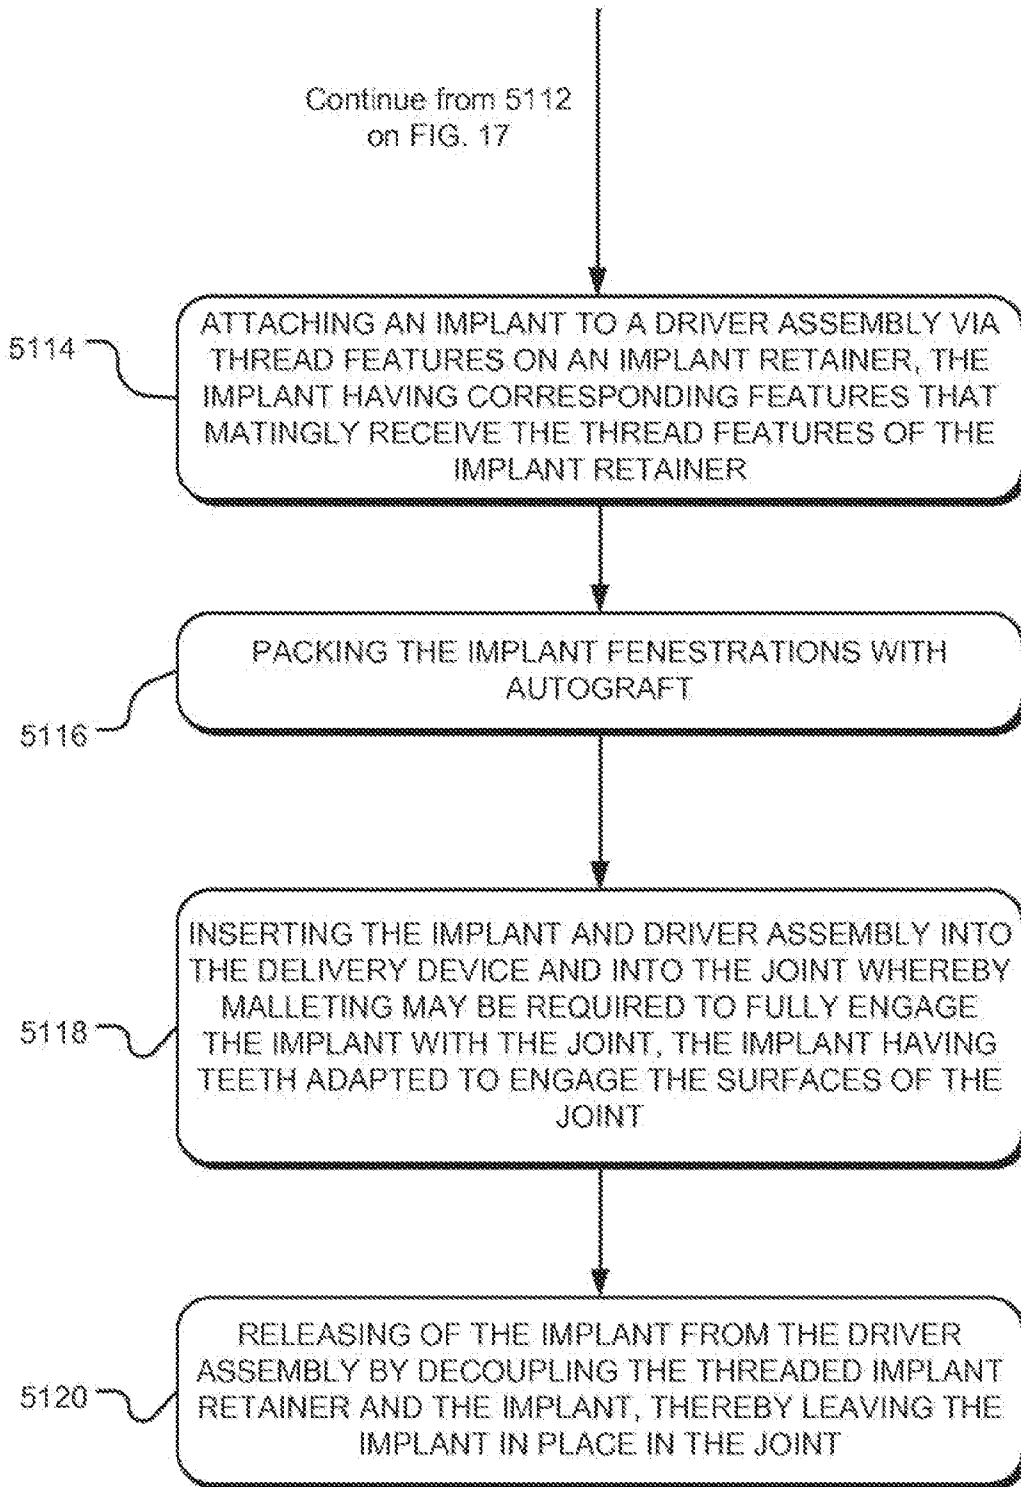 Continue from 5112
on FIG. 17
5114
ATTACHING AN IMPLANT TO A DRIVER ASSEMBLY VIA
THREAD FEATURES ON AN IMPLANT RETAINER, THE
IMPLANT HAVING CORRESPONDING FEATURES THAT
MATINGLY RECEIVE THE THREAD FEATURES OF THE
IMPLANT RETAINER
5116
PACKING THE IMPLANT FENESTRATIONS WITH
AUTOGRAFT
5118
INSERTING THE IMPLANT AND DRIVER ASSEMBLY INTO
THE DELIVERY DEVICE AND INTO THE JOINT WHEREBY
MALLETING MAY BE REQUIRED TO FULLY ENGAGE
THE IMPLANT WITH THE JOINT, THE IMPLANT HAVING
TEETH ADAPTED TO ENGAGE THE SURFACES OF THE
JOINT
5120
RELEASING OF THE IMPLANT FROM THE DRIVER
ASSEMBLY BY DECOUPLING THE THREADED IMPLANT
RETAINER AND THE IMPLANT, THEREBY LEAVING THE
IMPLANT IN PLACE IN THE JOINT